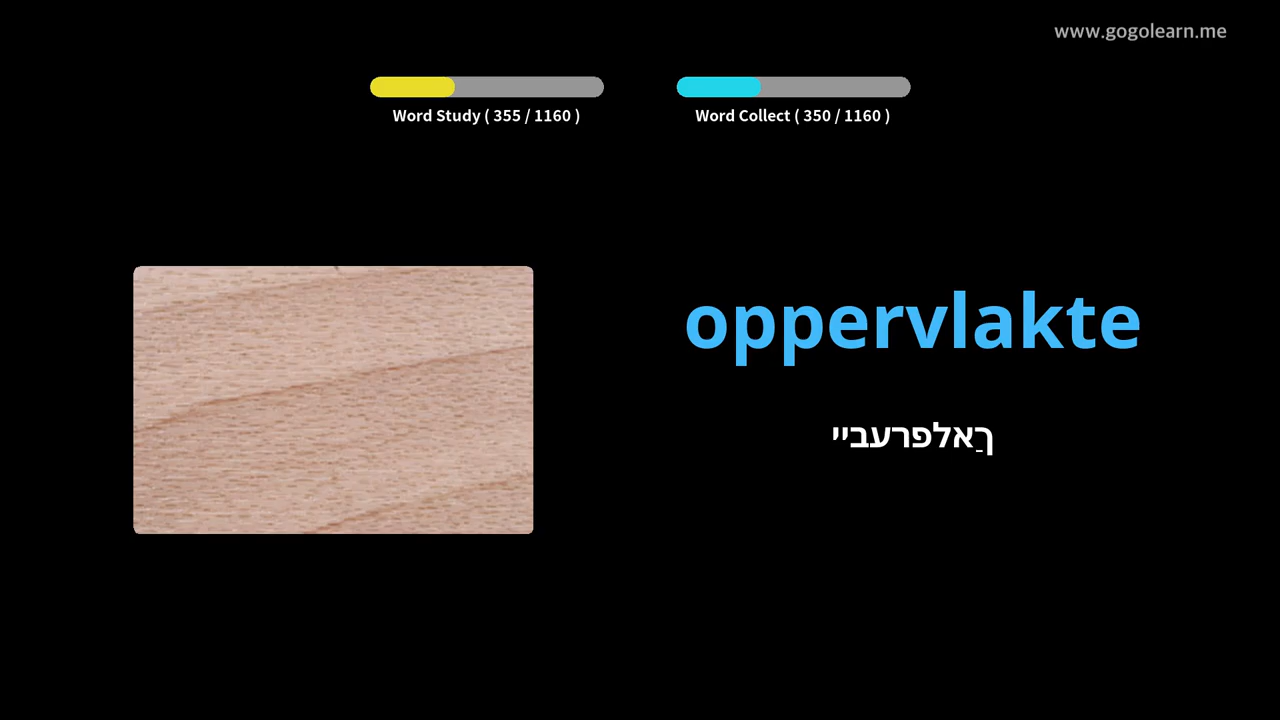 www.gogolearn.me
Word Study ( 355 / 1160 )
Word Collect ( 350 / 1160 )
oppervlakte
ךַאלפרעביי